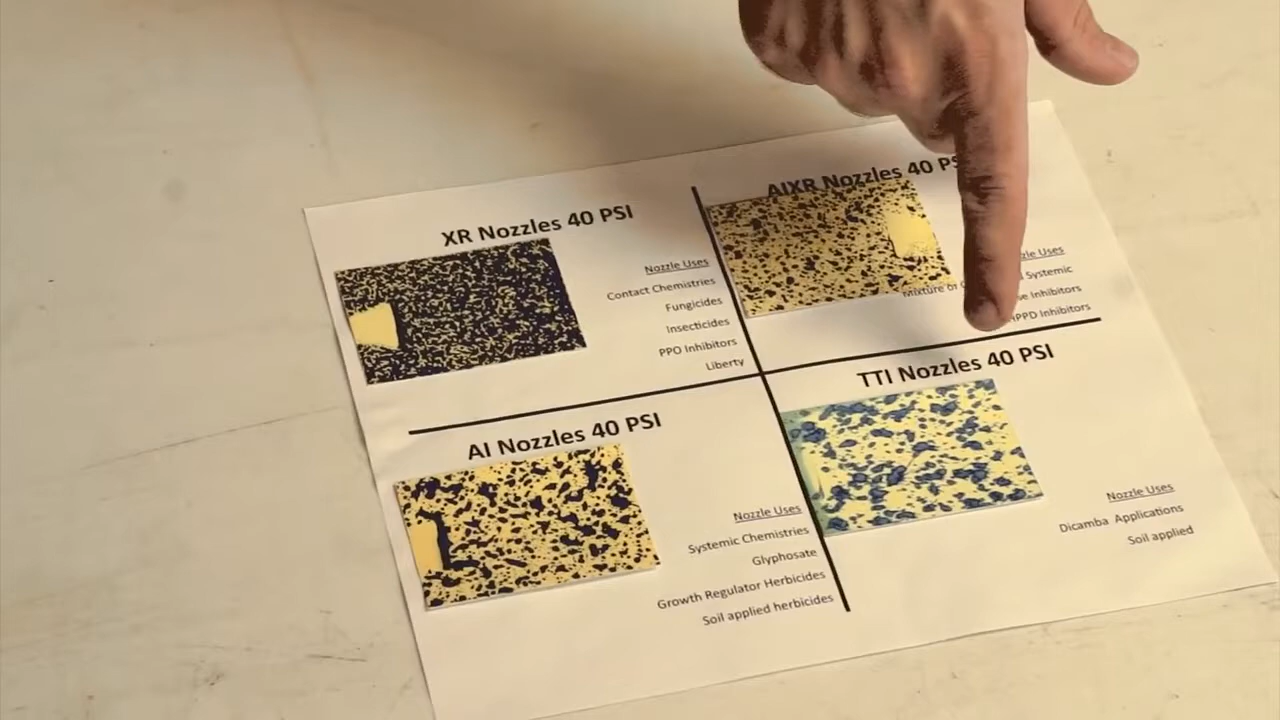 XR Nozzles 40 PSI
Nozzle Uses
Contact Chemistries
Fungicides
Insecticides
PPO Inhibitors
Liberty
AIXR Nozzles 40 PS
Uses
Systemic
Mixture of
Inhibitors
HPPD Inhibitors
AI Nozzles 40 PSI
Nozzle Uses
Systemic Chemistries
Glyphosate
Growth Regulator Herbicides
Soil applied herbicides
TTI Nozzles 40 PSI
Nozzle Uses
Dicamba Applications
Soil applied